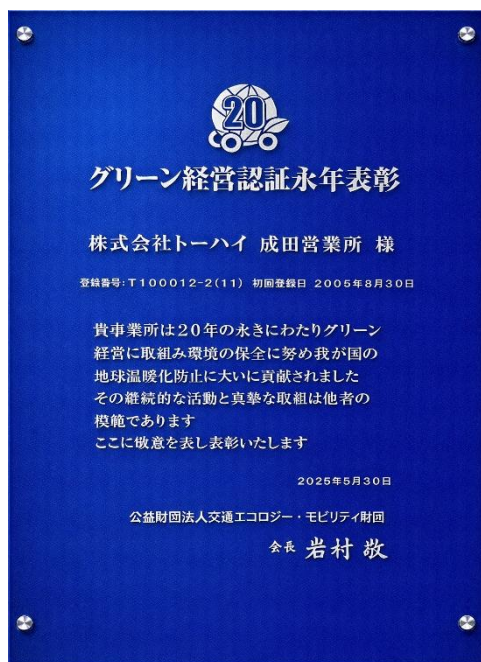 20
グリーン経営認証永年表彰
株式会社トーハイ 成田営業所 様
登録番号:T100012-2(11) 初回登録日 2005年8月30日
貴事業所は20年の永きにわたりグリーン
経営に取組み環境の保全に努め我が国の
地球温暖化防止に大いに貢献されました
その継続的な活動と真摯な取組は他者の
模範であります
ここに敬意を表し表彰いたします
2025年5月30日
公益財団法人交通エコロジー・モビリティ財団
会長 岩村 敬